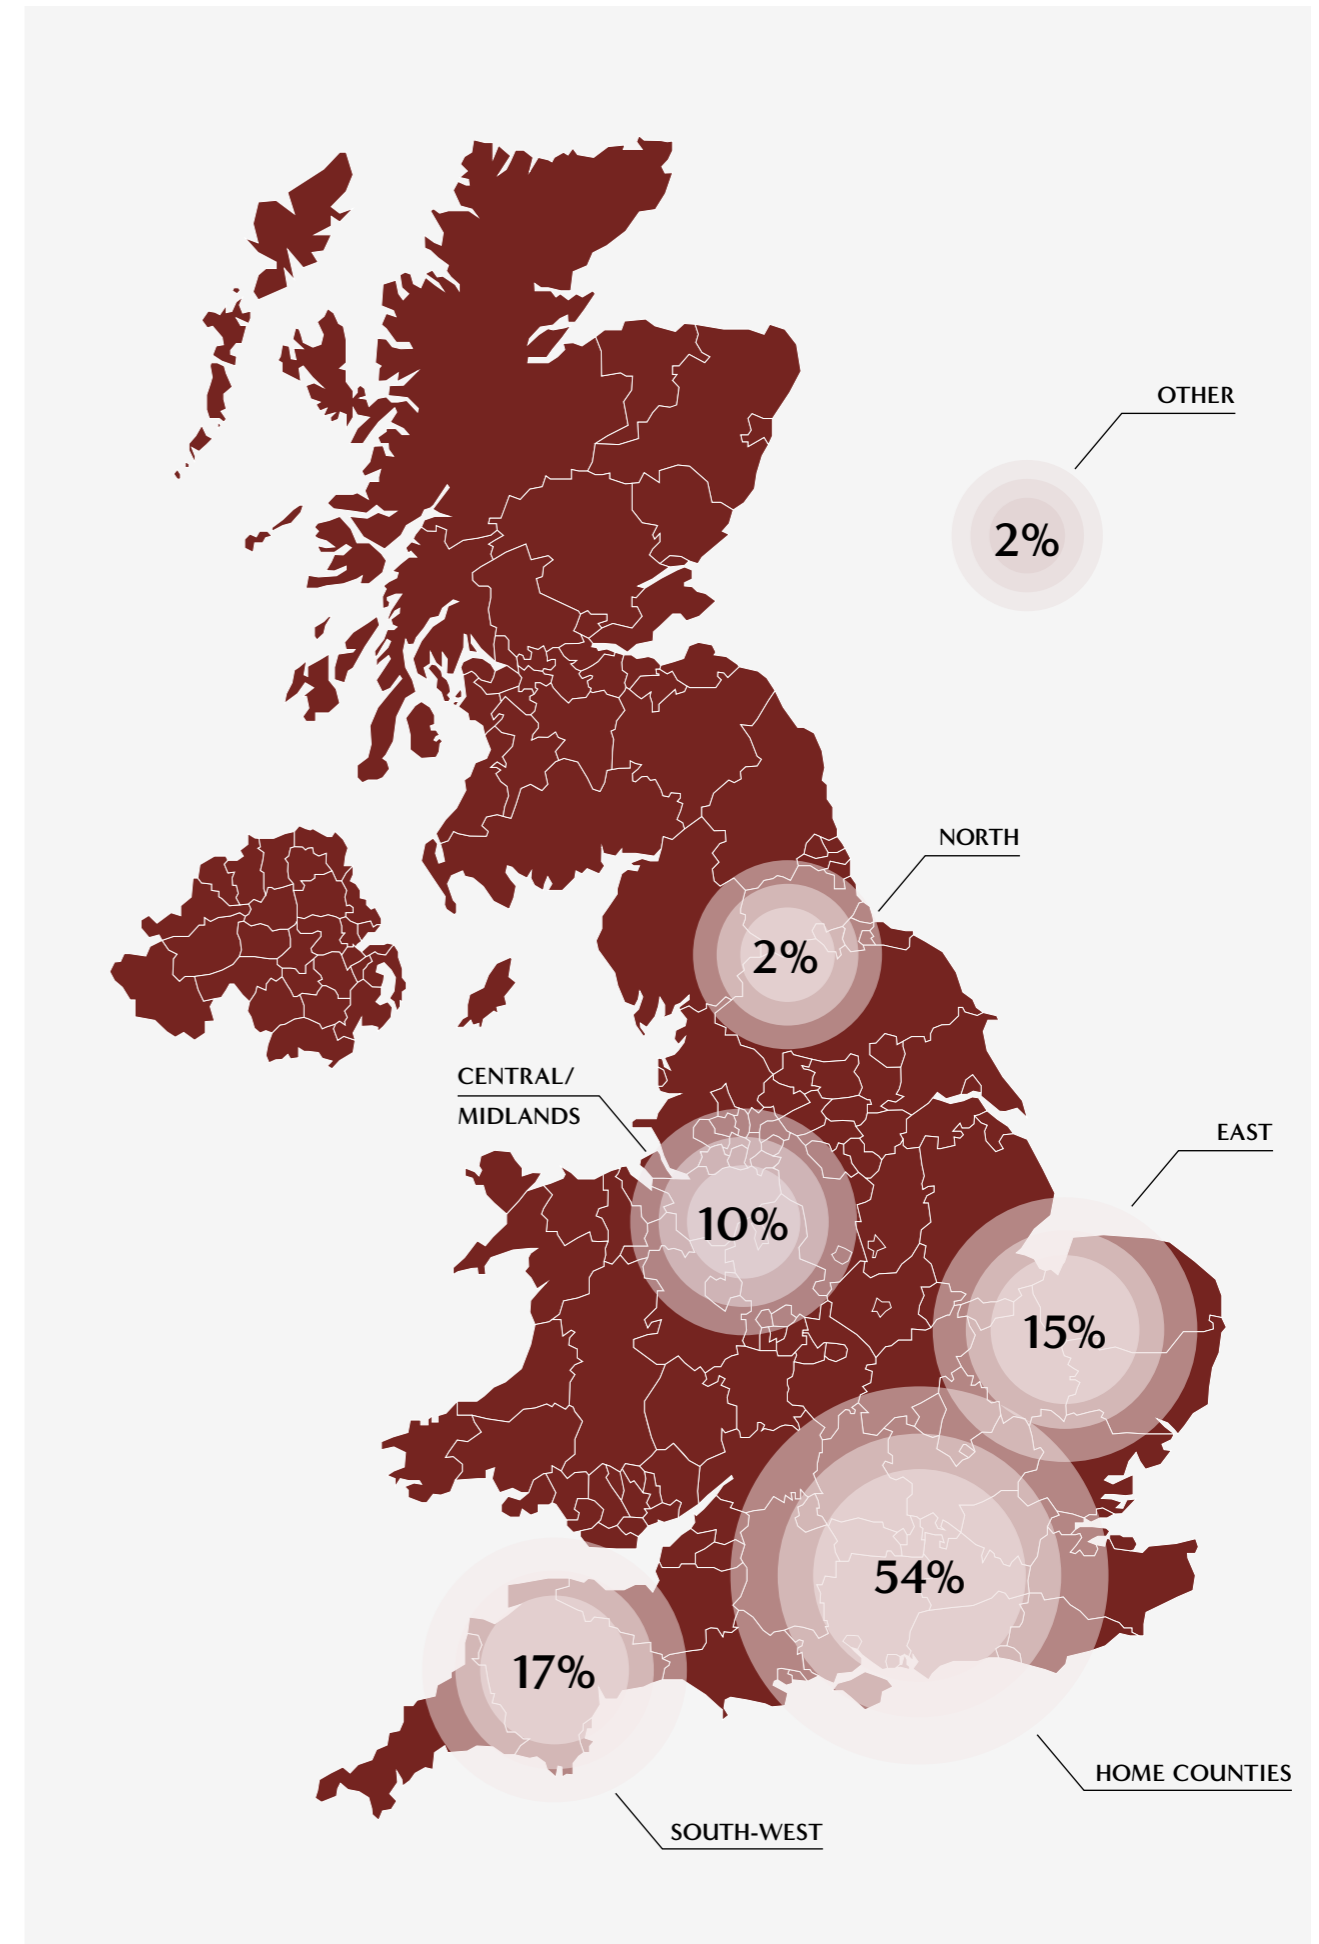 OTHER
2%
NORTH
2%
CENTRAL/
MIDLANDS
10%
EAST
15%
54%
HOME COUNTIES
17%
SOUTH-WEST